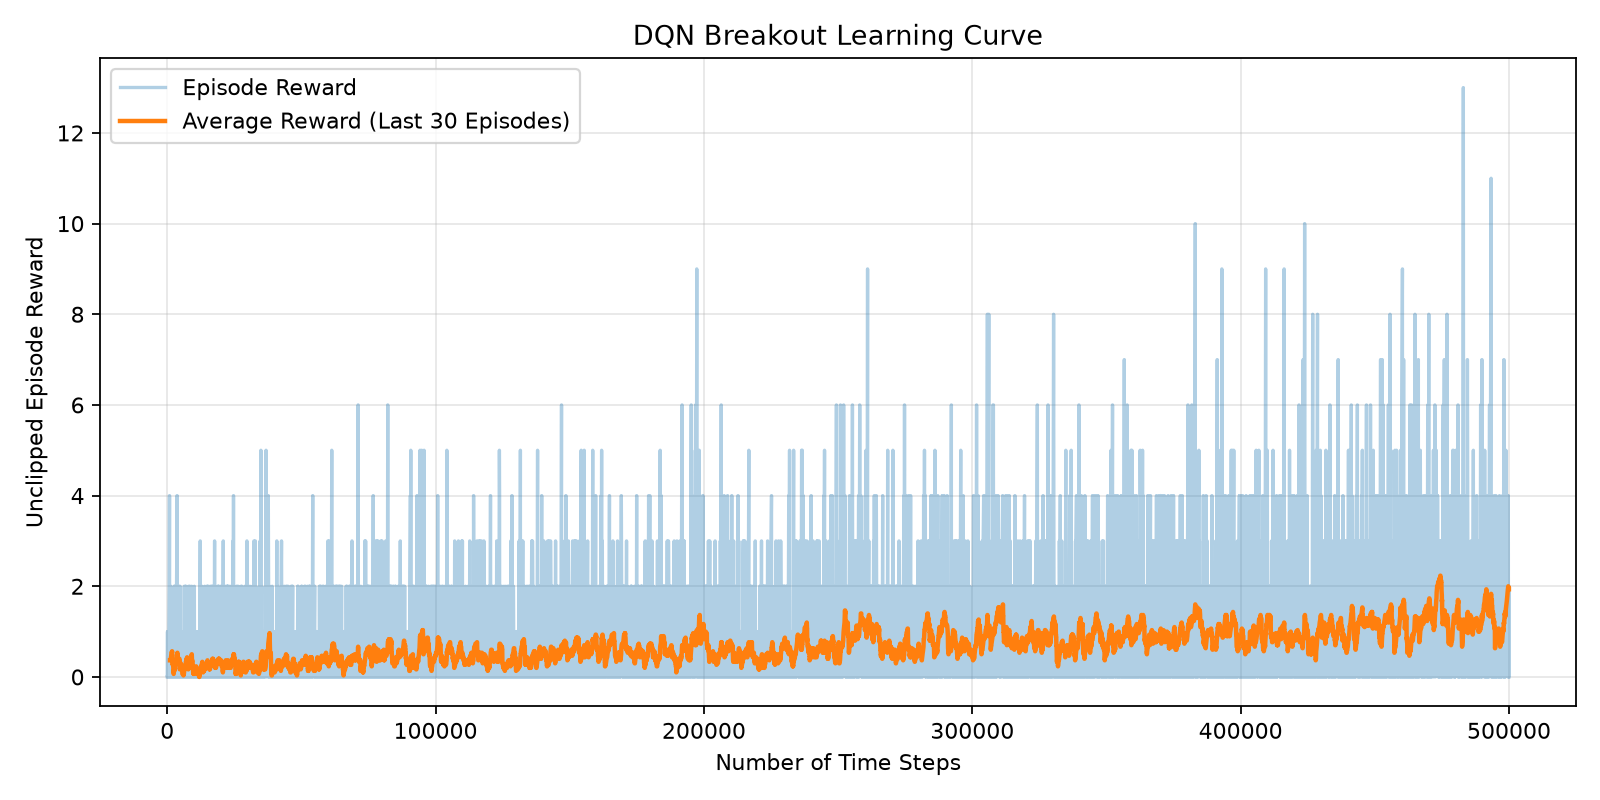 DQN Breakout Learning Curve
Episode Reward
Average Reward (Last 30 Episodes)
Unclipped Episode Reward
12
10
8
6
4
2
0
0 100000 200000 300000 400000 500000
Number of Time Steps